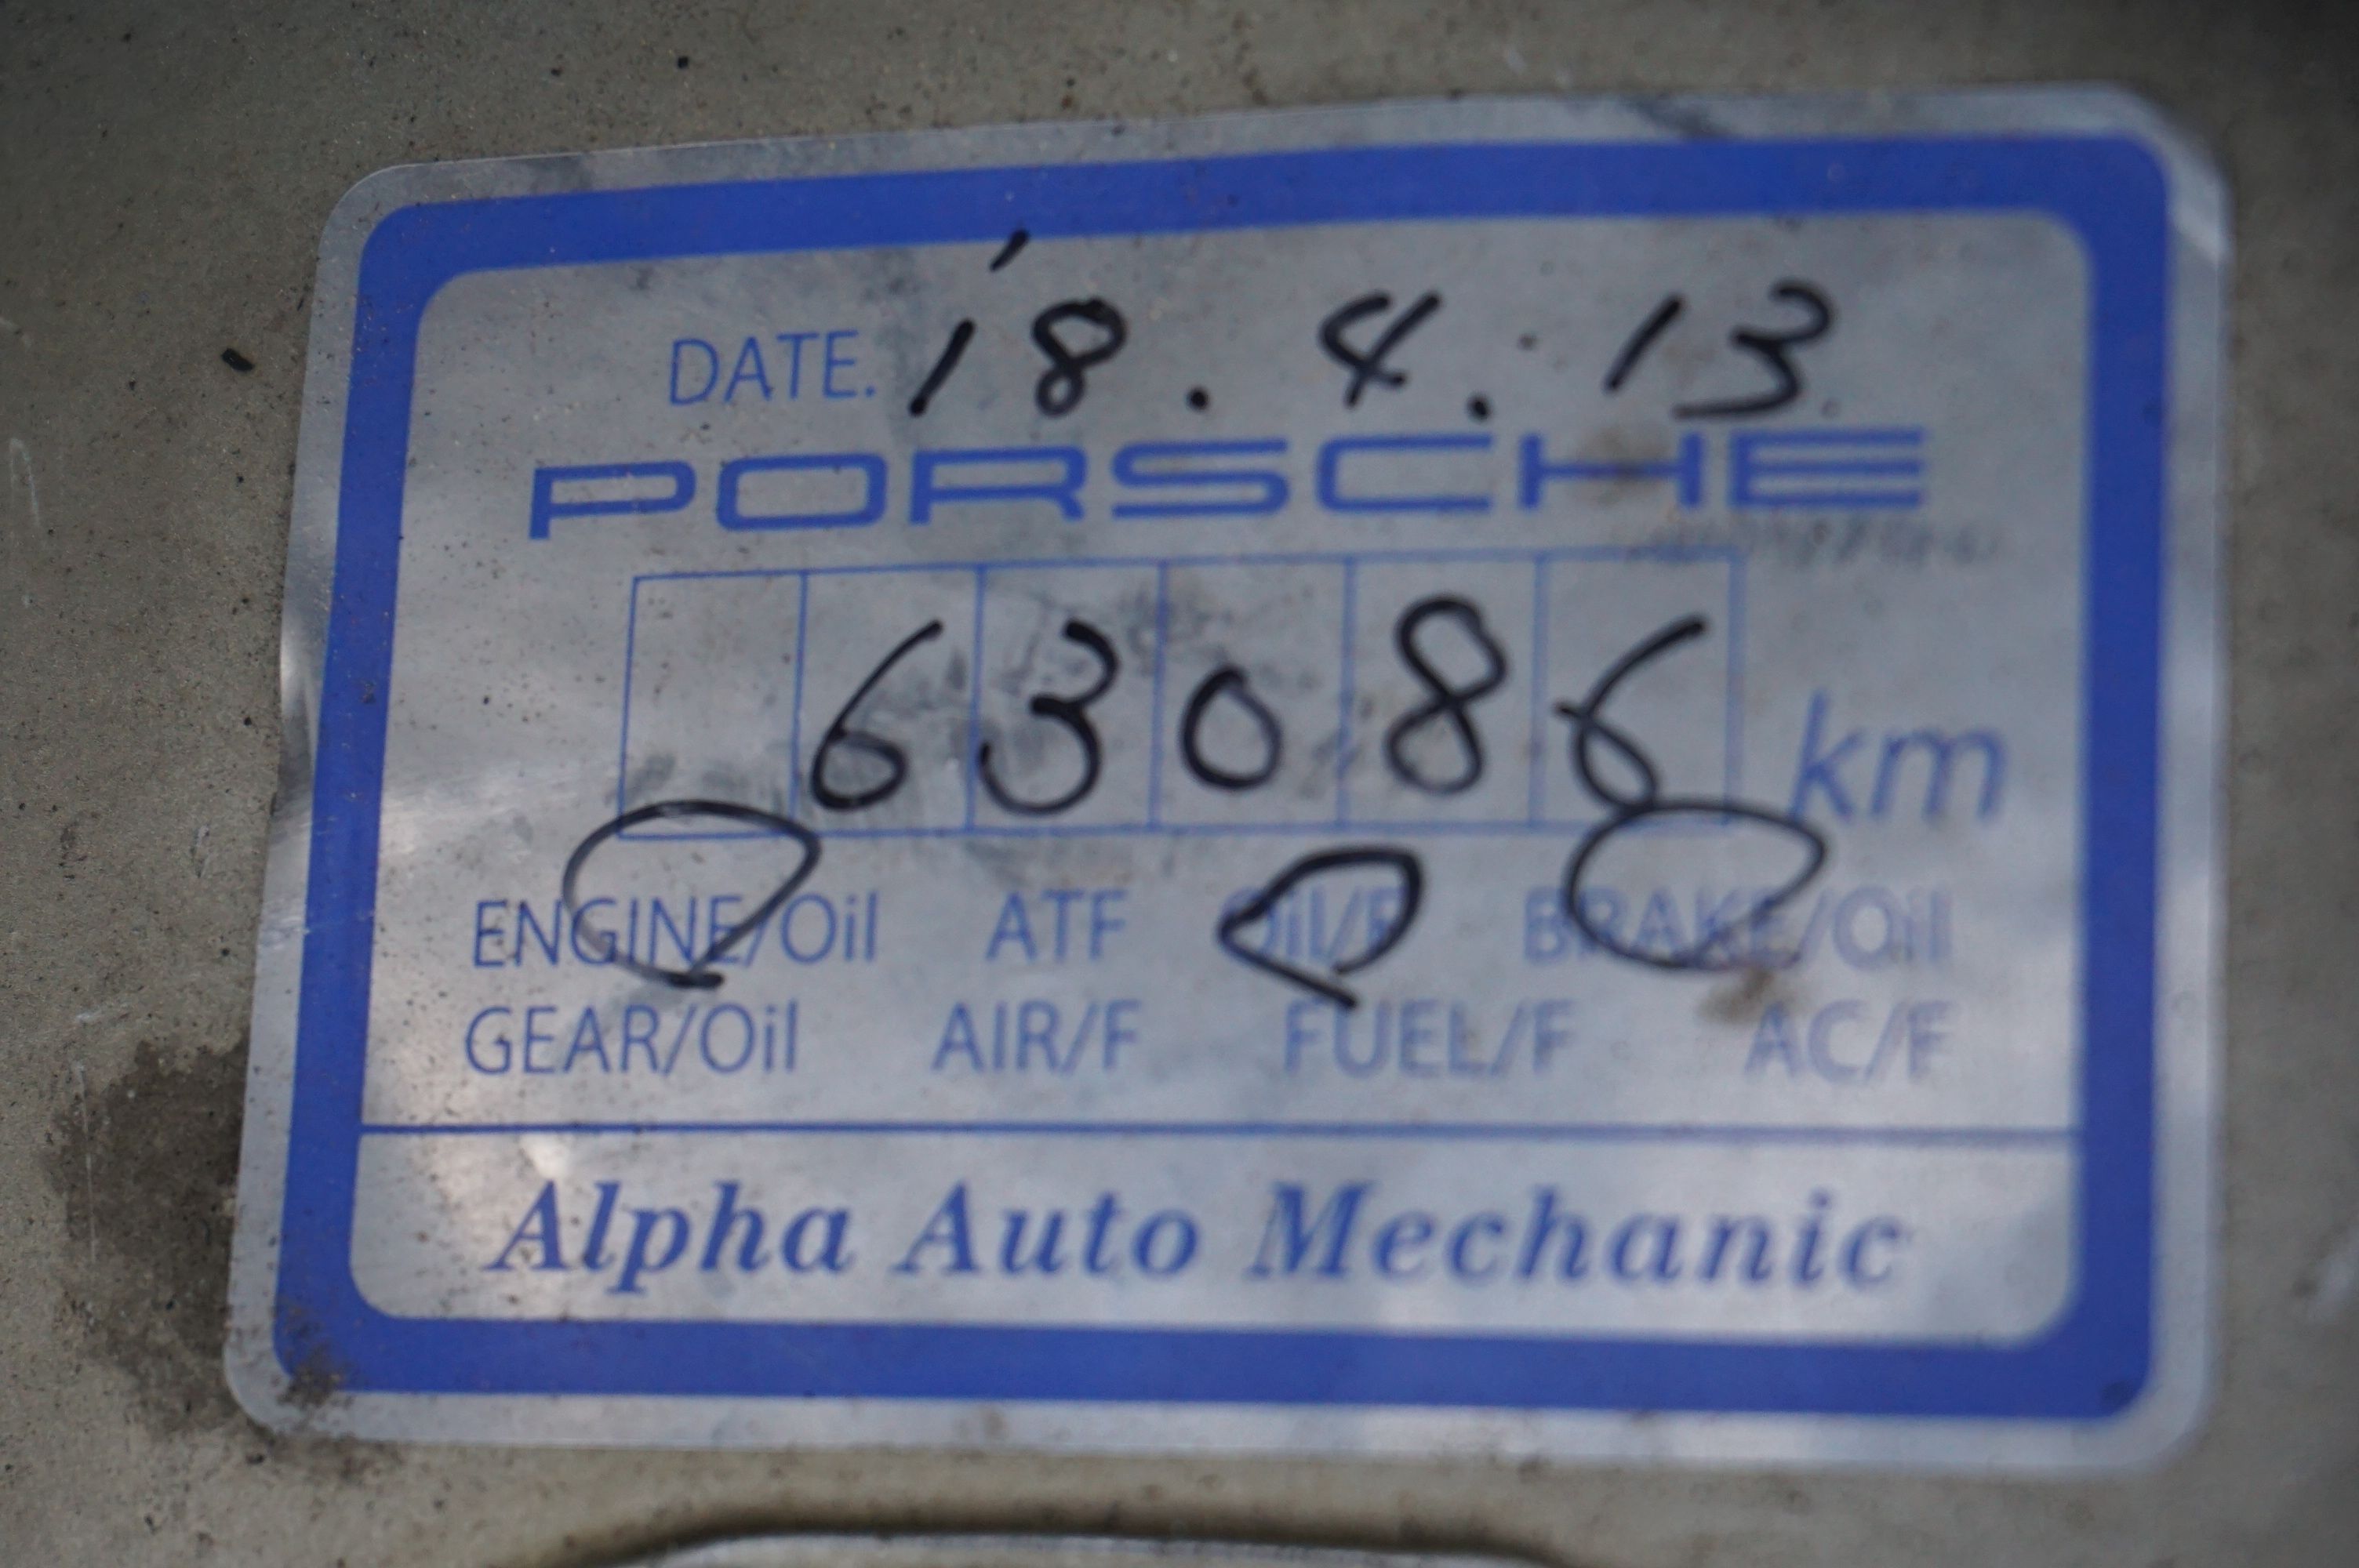 DATE. '18.4.13
PORSCHE
63086 km
ENGINE/Oil ATF Oil/F BRAKE/Oil
GEAR/Oil AIR/F FUEL/F AC/F
Alpha Auto Mechanic